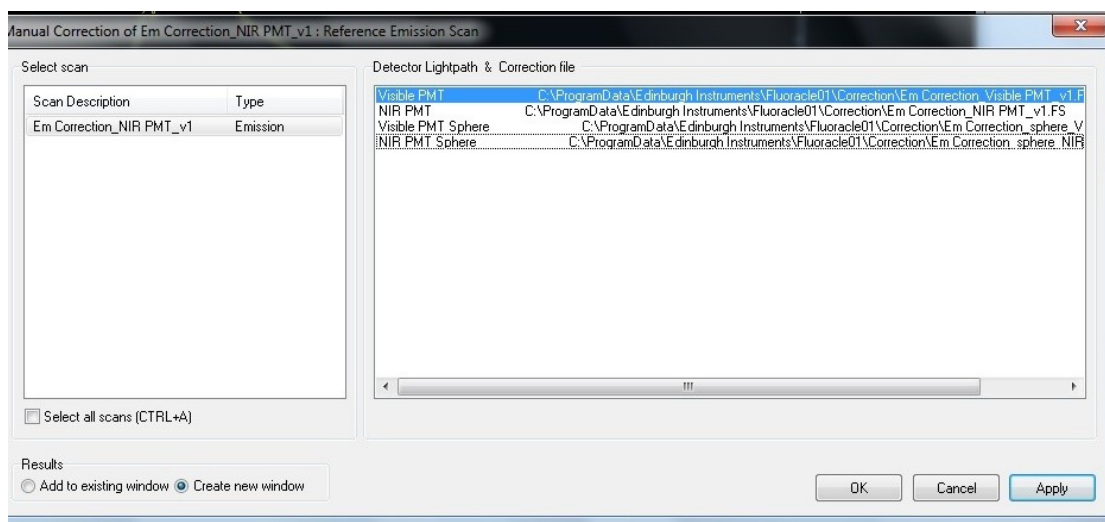 Manual Correction of Em Correction_NIR PMT_v1 : Reference Emission Scan
Select scan
Scan Description Type
Em Correction_NIR PMT_v1 Emission
Select all scans (CTRL+A)
Detector Lightpath & Correction file
Visible PMT C:\ProgramData\Edinburgh Instruments\Fluoracle01\Correction\Em Correction_Visible PMT_v1.F
NIR PMT C:\ProgramData\Edinburgh Instruments\Fluoracle01\Correction\Em Correction_NIR PMT_v1.FS
Visible PMT Sphere C:\ProgramData\Edinburgh Instruments\Fluoracle01\Correction\Em Correction_sphere_V
NIR PMT Sphere C:\ProgramData\Edinburgh Instruments\Fluoracle01\Correction\Em Correction_sphere_NIR
Results
Add to existing window Create new window
OK Cancel Apply